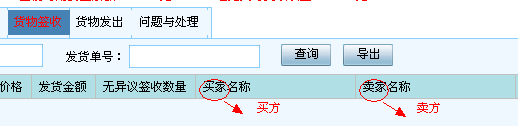 货物签收 货物发出 问题与处理
发货单号： 查询 导出
价格 发货金额 无异议签收数量 买家名称 卖家名称
买方 卖方